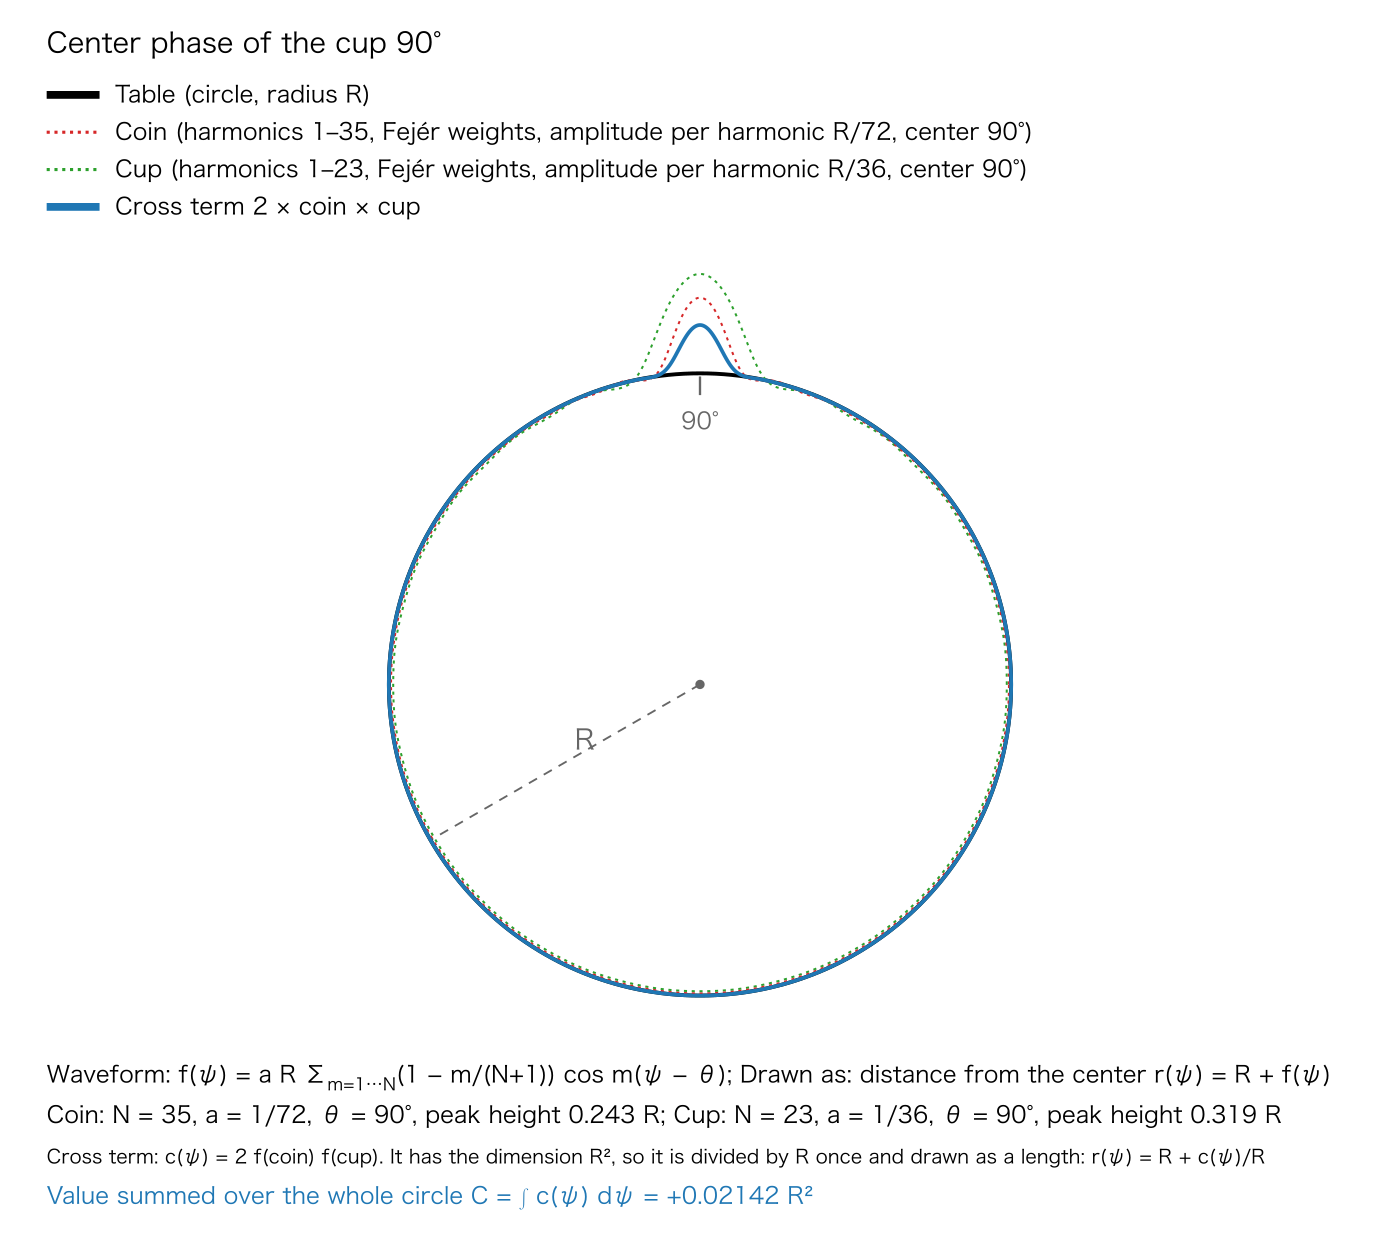 Center phase of the cup 90°
Table (circle, radius R)
Coin (harmonics 1–35, Fejér weights, amplitude per harmonic R/72, center 90°)
Cup (harmonics 1–23, Fejér weights, amplitude per harmonic R/36, center 90°)
Cross term 2 × coin × cup
90°
R
Waveform: f(ψ) = a R Σm=1⋯N(1 − m/(N+1)) cos m(ψ − θ); Drawn as: distance from the center r(ψ) = R + f(ψ)
Coin: N = 35, a = 1/72, θ = 90°, peak height 0.243 R; Cup: N = 23, a = 1/36, θ = 90°, peak height 0.319 R
Cross term: c(ψ) = 2 f(coin) f(cup). It has the dimension R², so it is divided by R once and drawn as a length: r(ψ) = R + c(ψ)/R
Value summed over the whole circle C = ∫ c(ψ) dψ = +0.02142 R²